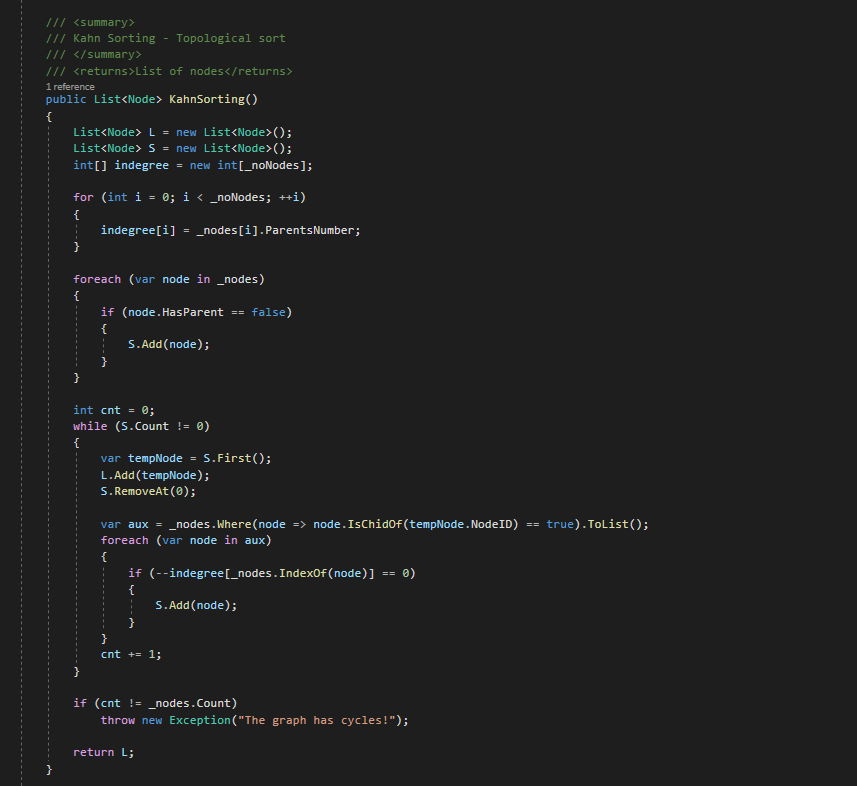 /// <summary>
/// Kahn Sorting - Topological sort
/// </summary>
/// <returns>List of nodes</returns>
1 reference
public List<Node> KahnSorting()
{
    List<Node> L = new List<Node>();
    List<Node> S = new List<Node>();
    int[] indegree = new int[_noNodes];

    for (int i = 0; i < _noNodes; ++i)
    {
        indegree[i] = _nodes[i].ParentsNumber;
    }

    foreach (var node in _nodes)
    {
        if (node.HasParent == false)
        {
            S.Add(node);
        }
    }

    int cnt = 0;
    while (S.Count != 0)
    {
        var tempNode = S.First();
        L.Add(tempNode);
        S.RemoveAt(0);

        var aux = _nodes.Where(node => node.IsChidOf(tempNode.NodeID) == true).ToList();
        foreach (var node in aux)
        {
            if (--indegree[_nodes.IndexOf(node)] == 0)
            {
                S.Add(node);
            }
        }
        cnt += 1;
    }

    if (cnt != _nodes.Count)
        throw new Exception("The graph has cycles!");

    return L;
}